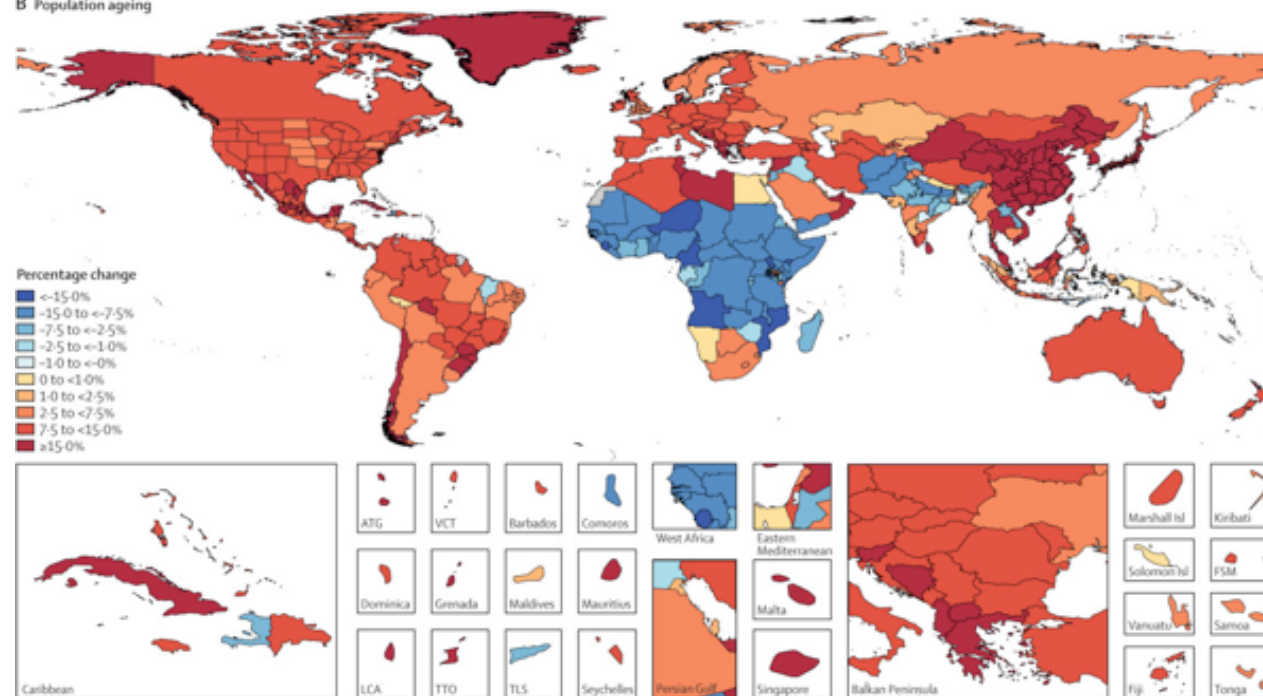 B Population ageing
Percentage change
<–15·0%
–15·0 to <–7·5%
–7·5 to <–2·5%
–2·5 to <–1·0%
–1·0 to <–0%
0 to <1·0%
1·0 to <2·5%
2·5 to <7·5%
7·5 to <15·0%
≥15·0%
Caribbean
ATG
VCT
Barbados
Comoros
West Africa
Eastern
Mediterranean
Marshall Isl
Kiribati
Dominica
Grenada
Maldives
Mauritius
Malta
Solomon Isl
FSM
Vanuatu
Samoa
LCA
TTO
TLS
Seychelles
Persian Gulf
Singapore
Balkan Peninsula
Fiji
Tonga